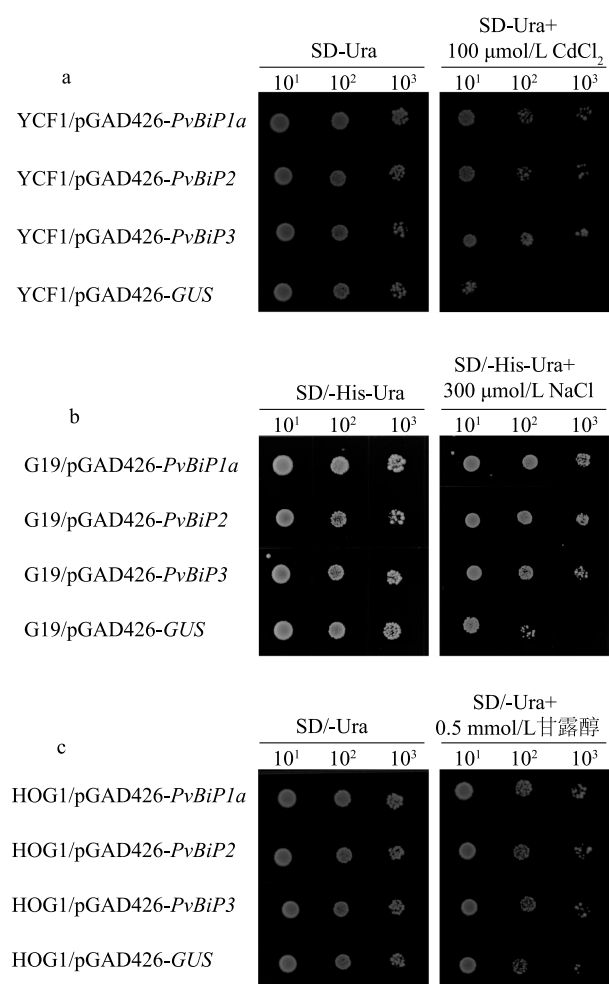 SD-Ura+
SD-Ura 100 μmol/L CdCl₂
a 10¹ 10² 10³ 10¹ 10² 10³
YCF1/pGAD426-PvBiP1a
YCF1/pGAD426-PvBiP2
YCF1/pGAD426-PvBiP3
YCF1/pGAD426-GUS
SD/-His-Ura+
SD/-His-Ura 300 μmol/L NaCl
b 10¹ 10² 10³ 10¹ 10² 10³
G19/pGAD426-PvBiP1a
G19/pGAD426-PvBiP2
G19/pGAD426-PvBiP3
G19/pGAD426-GUS
SD/-Ura+
SD/-Ura 0.5 mmol/L甘露醇
c 10¹ 10² 10³ 10¹ 10² 10³
HOG1/pGAD426-PvBiP1a
HOG1/pGAD426-PvBiP2
HOG1/pGAD426-PvBiP3
HOG1/pGAD426-GUS